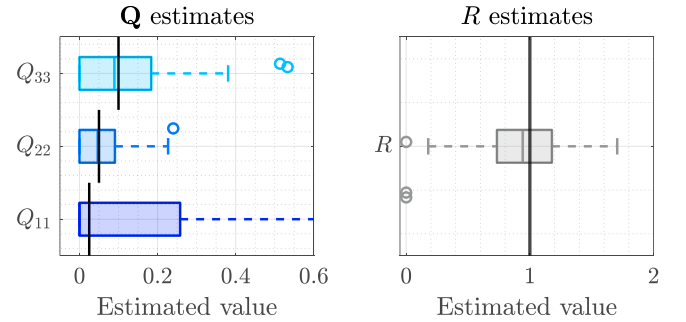 Q estimates
Q33
Q22
Q11
0 0.2 0.4 0.6
Estimated value
R estimates
R
0 1 2
Estimated value